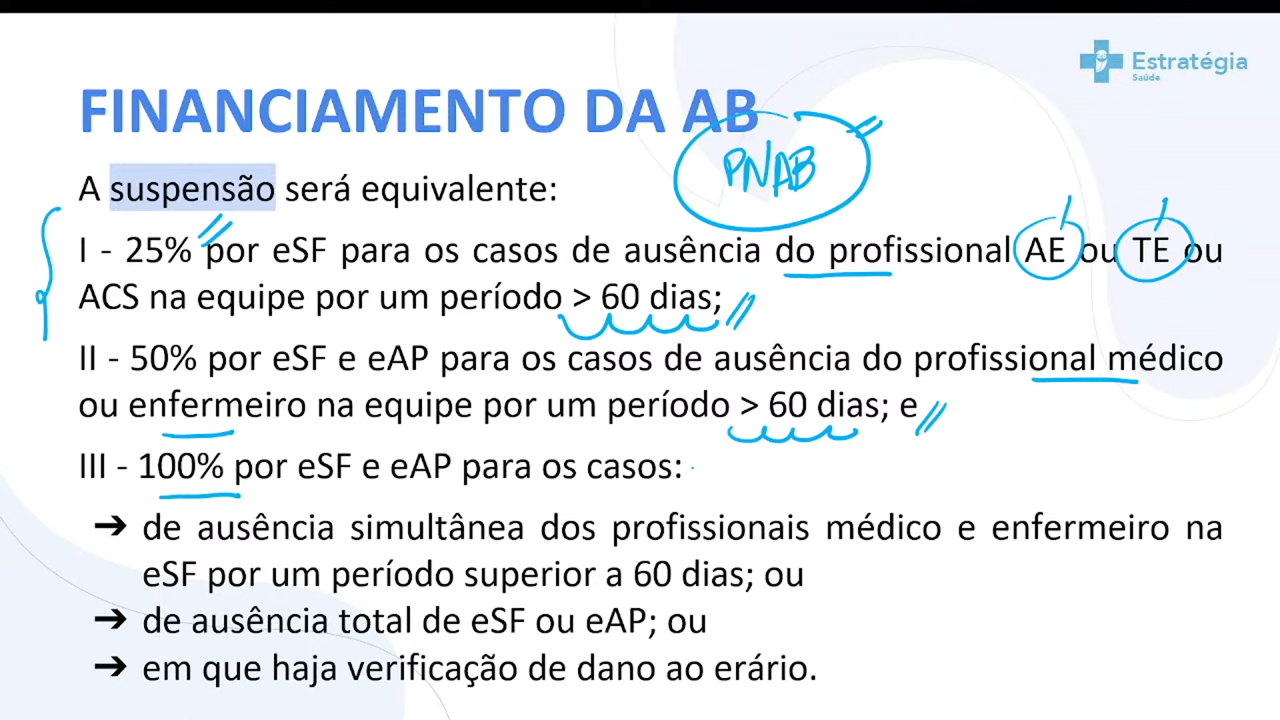 Estratégia
Saúde
FINANCIAMENTO DA AB
PNAB
A suspensão será equivalente:
I - 25% por eSF para os casos de ausência do profissional AE ou TE ou
ACS na equipe por um período > 60 dias;
II - 50% por eSF e eAP para os casos de ausência do profissional médico
ou enfermeiro na equipe por um período > 60 dias; e
III - 100% por eSF e eAP para os casos:
➔ de ausência simultânea dos profissionais médico e enfermeiro na
eSF por um período superior a 60 dias; ou
➔ de ausência total de eSF ou eAP; ou
➔ em que haja verificação de dano ao erário.